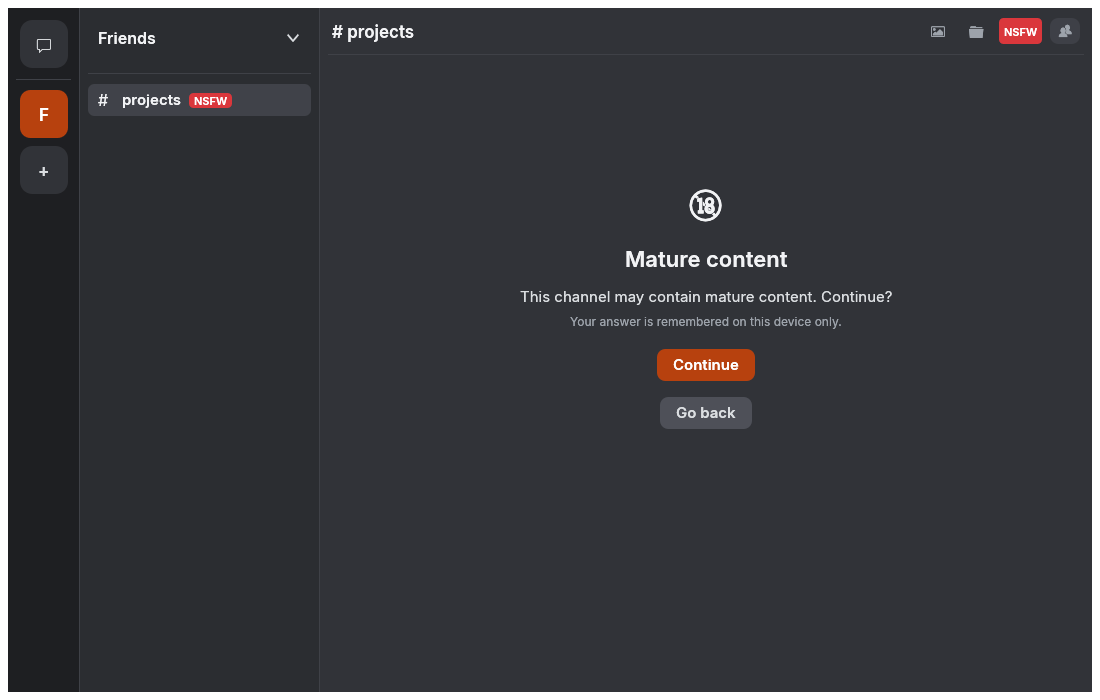 Friends
# projects
NSFW
F
# projects NSFW
+
18
Mature content
This channel may contain mature content. Continue?
Your answer is remembered on this device only.
Continue
Go back